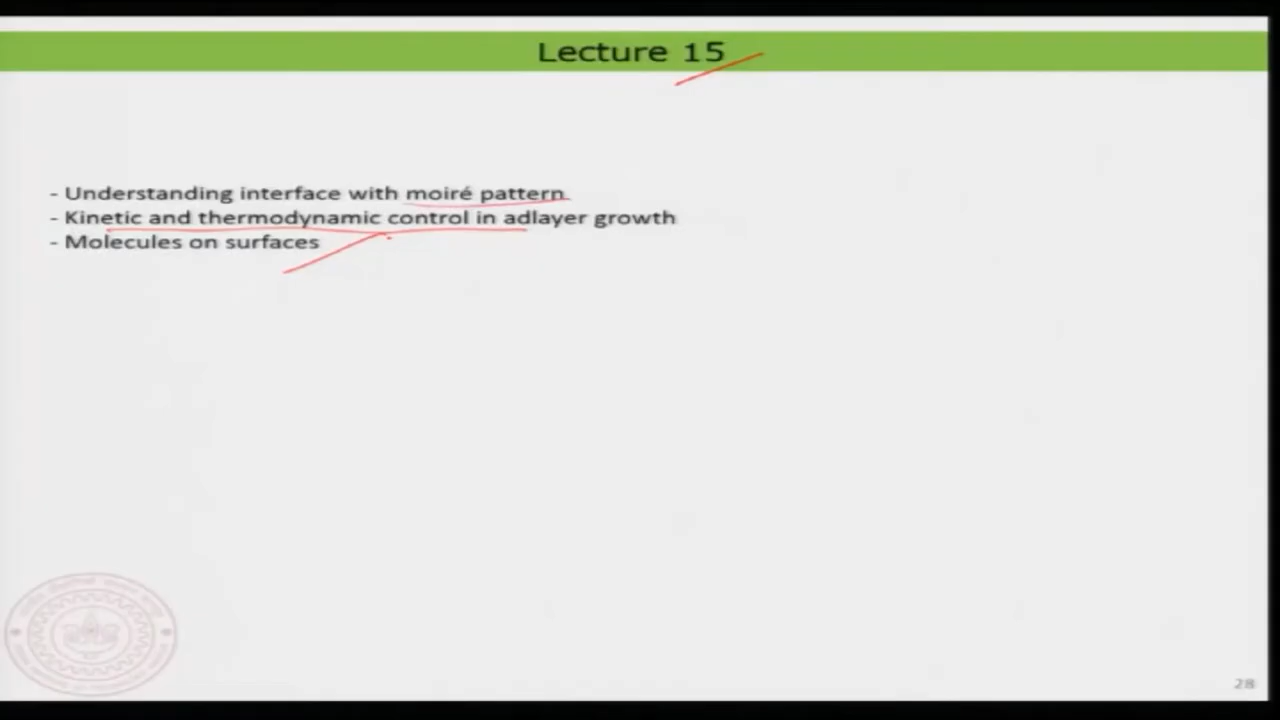 Lecture 15
- Understanding interface with moiré pattern
- Kinetic and thermodynamic control in adlayer growth
- Molecules on surfaces
28